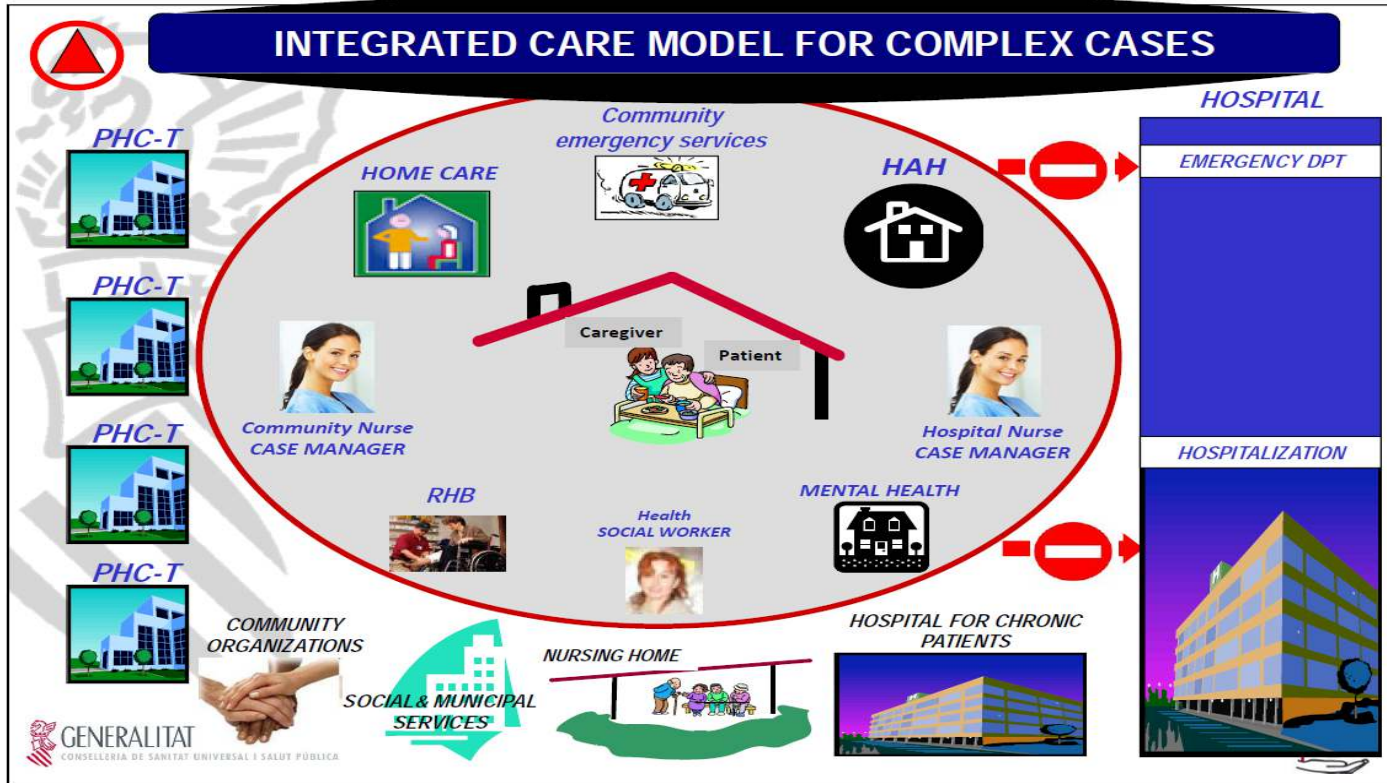 INTEGRATED CARE MODEL FOR COMPLEX CASES
HOSPITAL
EMERGENCY DPT
HOSPITALIZATION
PHC-T
PHC-T
PHC-T
PHC-T
Community
emergency services
HOME CARE
HAH
Caregiver
Patient
Community Nurse
CASE MANAGER
Hospital Nurse
CASE MANAGER
RHB
Health
SOCIAL WORKER
MENTAL HEALTH
COMMUNITY
ORGANIZATIONS
SOCIAL& MUNICIPAL
SERVICES
NURSING HOME
HOSPITAL FOR CHRONIC
PATIENTS
H
GENERALITAT
CONSELLERIA DE SANITAT UNIVERSAL I SALUT PÚBLICA